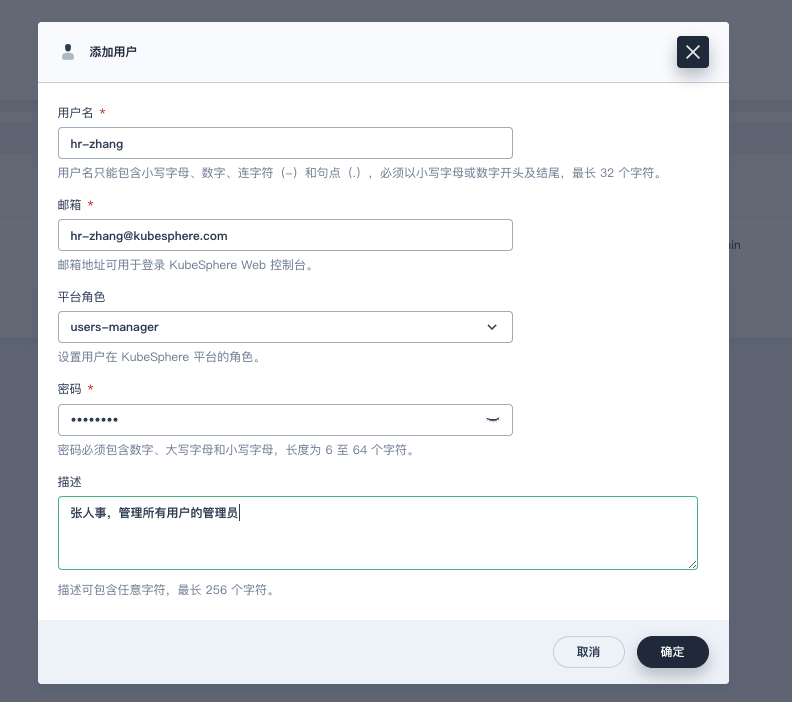 添加用户
用户名 *
hr-zhang
用户名只能包含小写字母、数字、连字符（-）和句点（.），必须以小写字母或数字开头及结尾，最长 32 个字符。
邮箱 *
hr-zhang@kubesphere.com
邮箱地址可用于登录 KubeSphere Web 控制台。
平台角色
users-manager
设置用户在 KubeSphere 平台的角色。
密码 *
••••••••
密码必须包含数字、大写字母和小写字母，长度为 6 至 64 个字符。
描述
张人事，管理所有用户的管理员
描述可包含任意字符，最长 256 个字符。
取消
确定